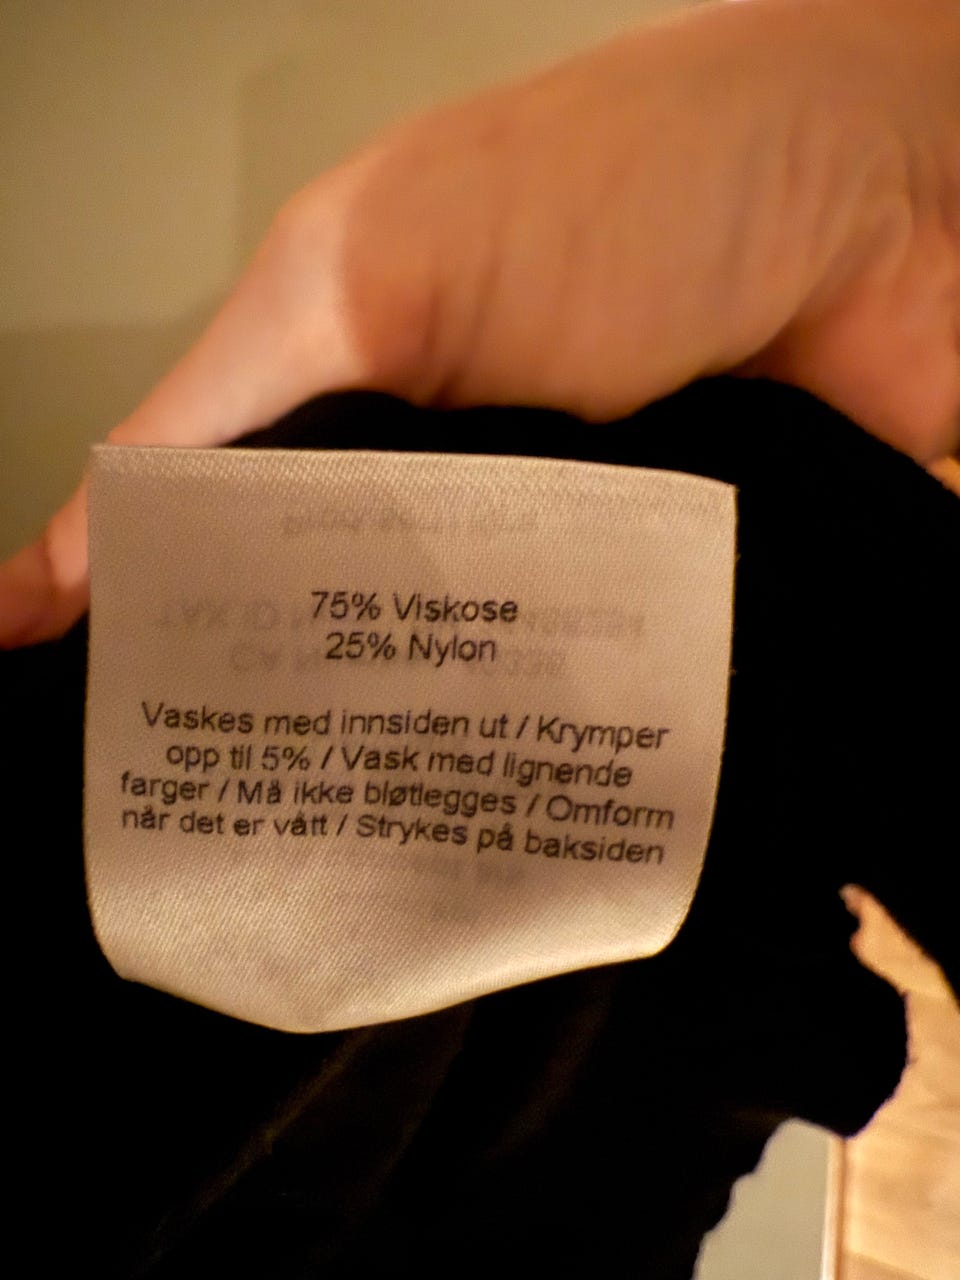 75% Viskose
25% Nylon
Vaskes med innsiden ut / Krymper
opp til 5% / Vask med lignende
farger / Må ikke bløtlegges / Omform
når det er vått / Strykes på baksiden